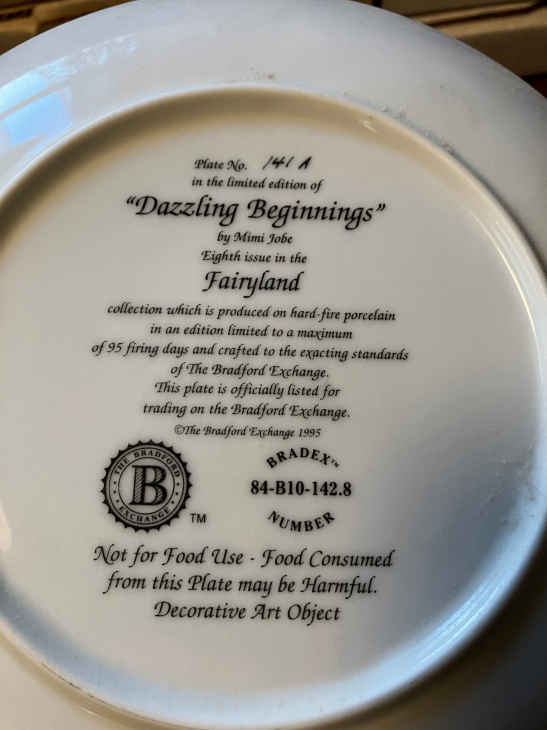 Plate No. 141 A
in the limited edition of
“Dazzling Beginnings”
by Mimi Jobe
Eighth issue in the
Fairyland
collection which is produced on hard-fire porcelain
in an edition limited to a maximum
of 95 firing days and crafted to the exacting standards
of The Bradford Exchange.
This plate is officially listed for
trading on the Bradford Exchange.
©The Bradford Exchange 1995
THE BRADFORD
B
EXCHANGE
TM
BRADEX™
84-B10-142.8
NUMBER
Not for Food Use - Food Consumed
from this Plate may be Harmful.
Decorative Art Object